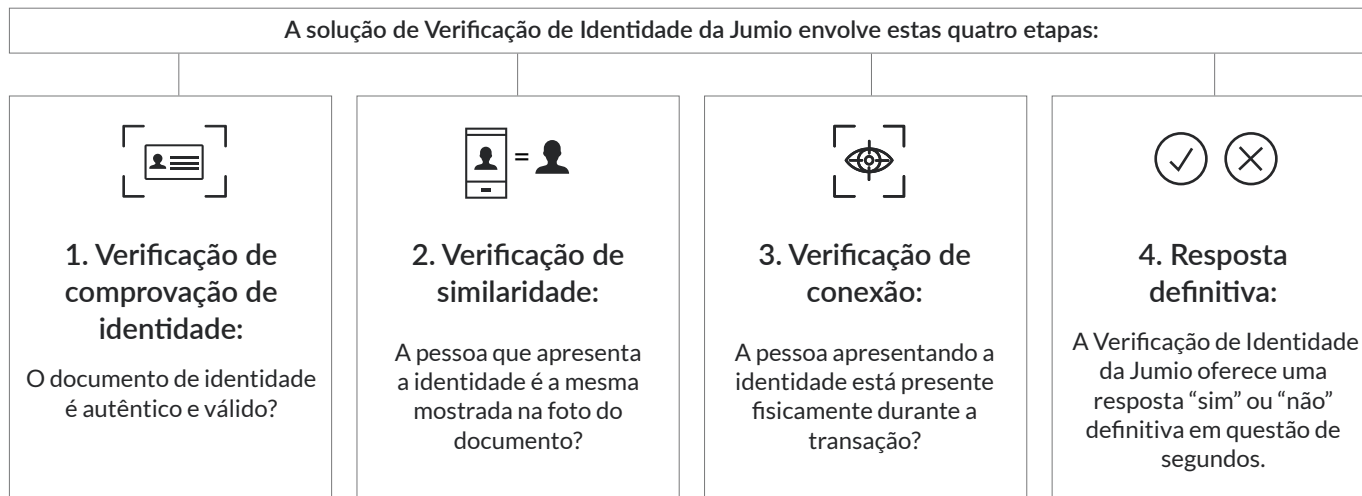 A solução de Verificação de Identidade da Jumio envolve estas quatro etapas:
1. Verificação de
comprovação de
identidade:
O documento de identidade
é autêntico e válido?
2. Verificação de
similaridade:
A pessoa que apresenta
a identidade é a mesma
mostrada na foto do
documento?
3. Verificação de
conexão:
A pessoa apresentando a
identidade está presente
fisicamente durante a
transação?
4. Resposta
definitiva:
A Verificação de Identidade
da Jumio oferece uma
resposta “sim” ou “não”
definitiva em questão de
segundos.